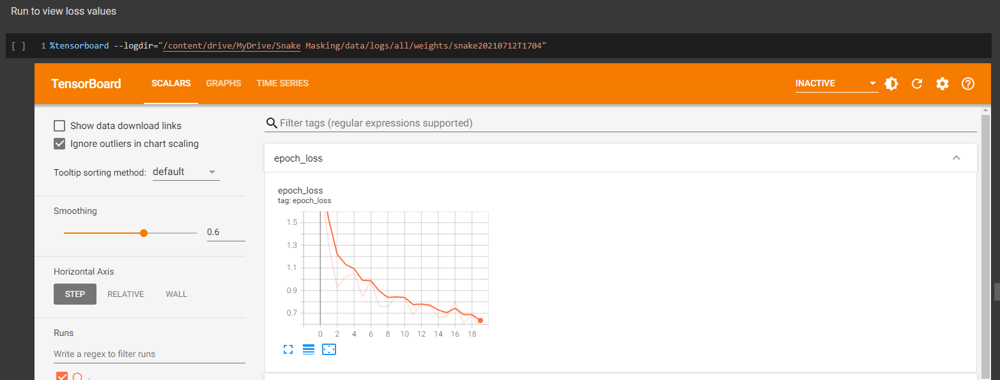 Run to view loss values
[ ] 1 %tensorboard --logdir="/content/drive/MyDrive/Snake Masking/data/logs/all/weights/snake20210712T1704"
TensorBoard SCALARS GRAPHS TIME SERIES INACTIVE
Show data download links
Ignore outliers in chart scaling
Tooltip sorting method: default
Smoothing
0.6
Horizontal Axis
STEP RELATIVE WALL
Runs
Write a regex to filter runs
.
Filter tags (regular expressions supported)
epoch_loss
epoch_loss
tag: epoch_loss
1.5
1.3
1.1
0.9
0.7
0 2 4 6 8 10 12 14 16 18